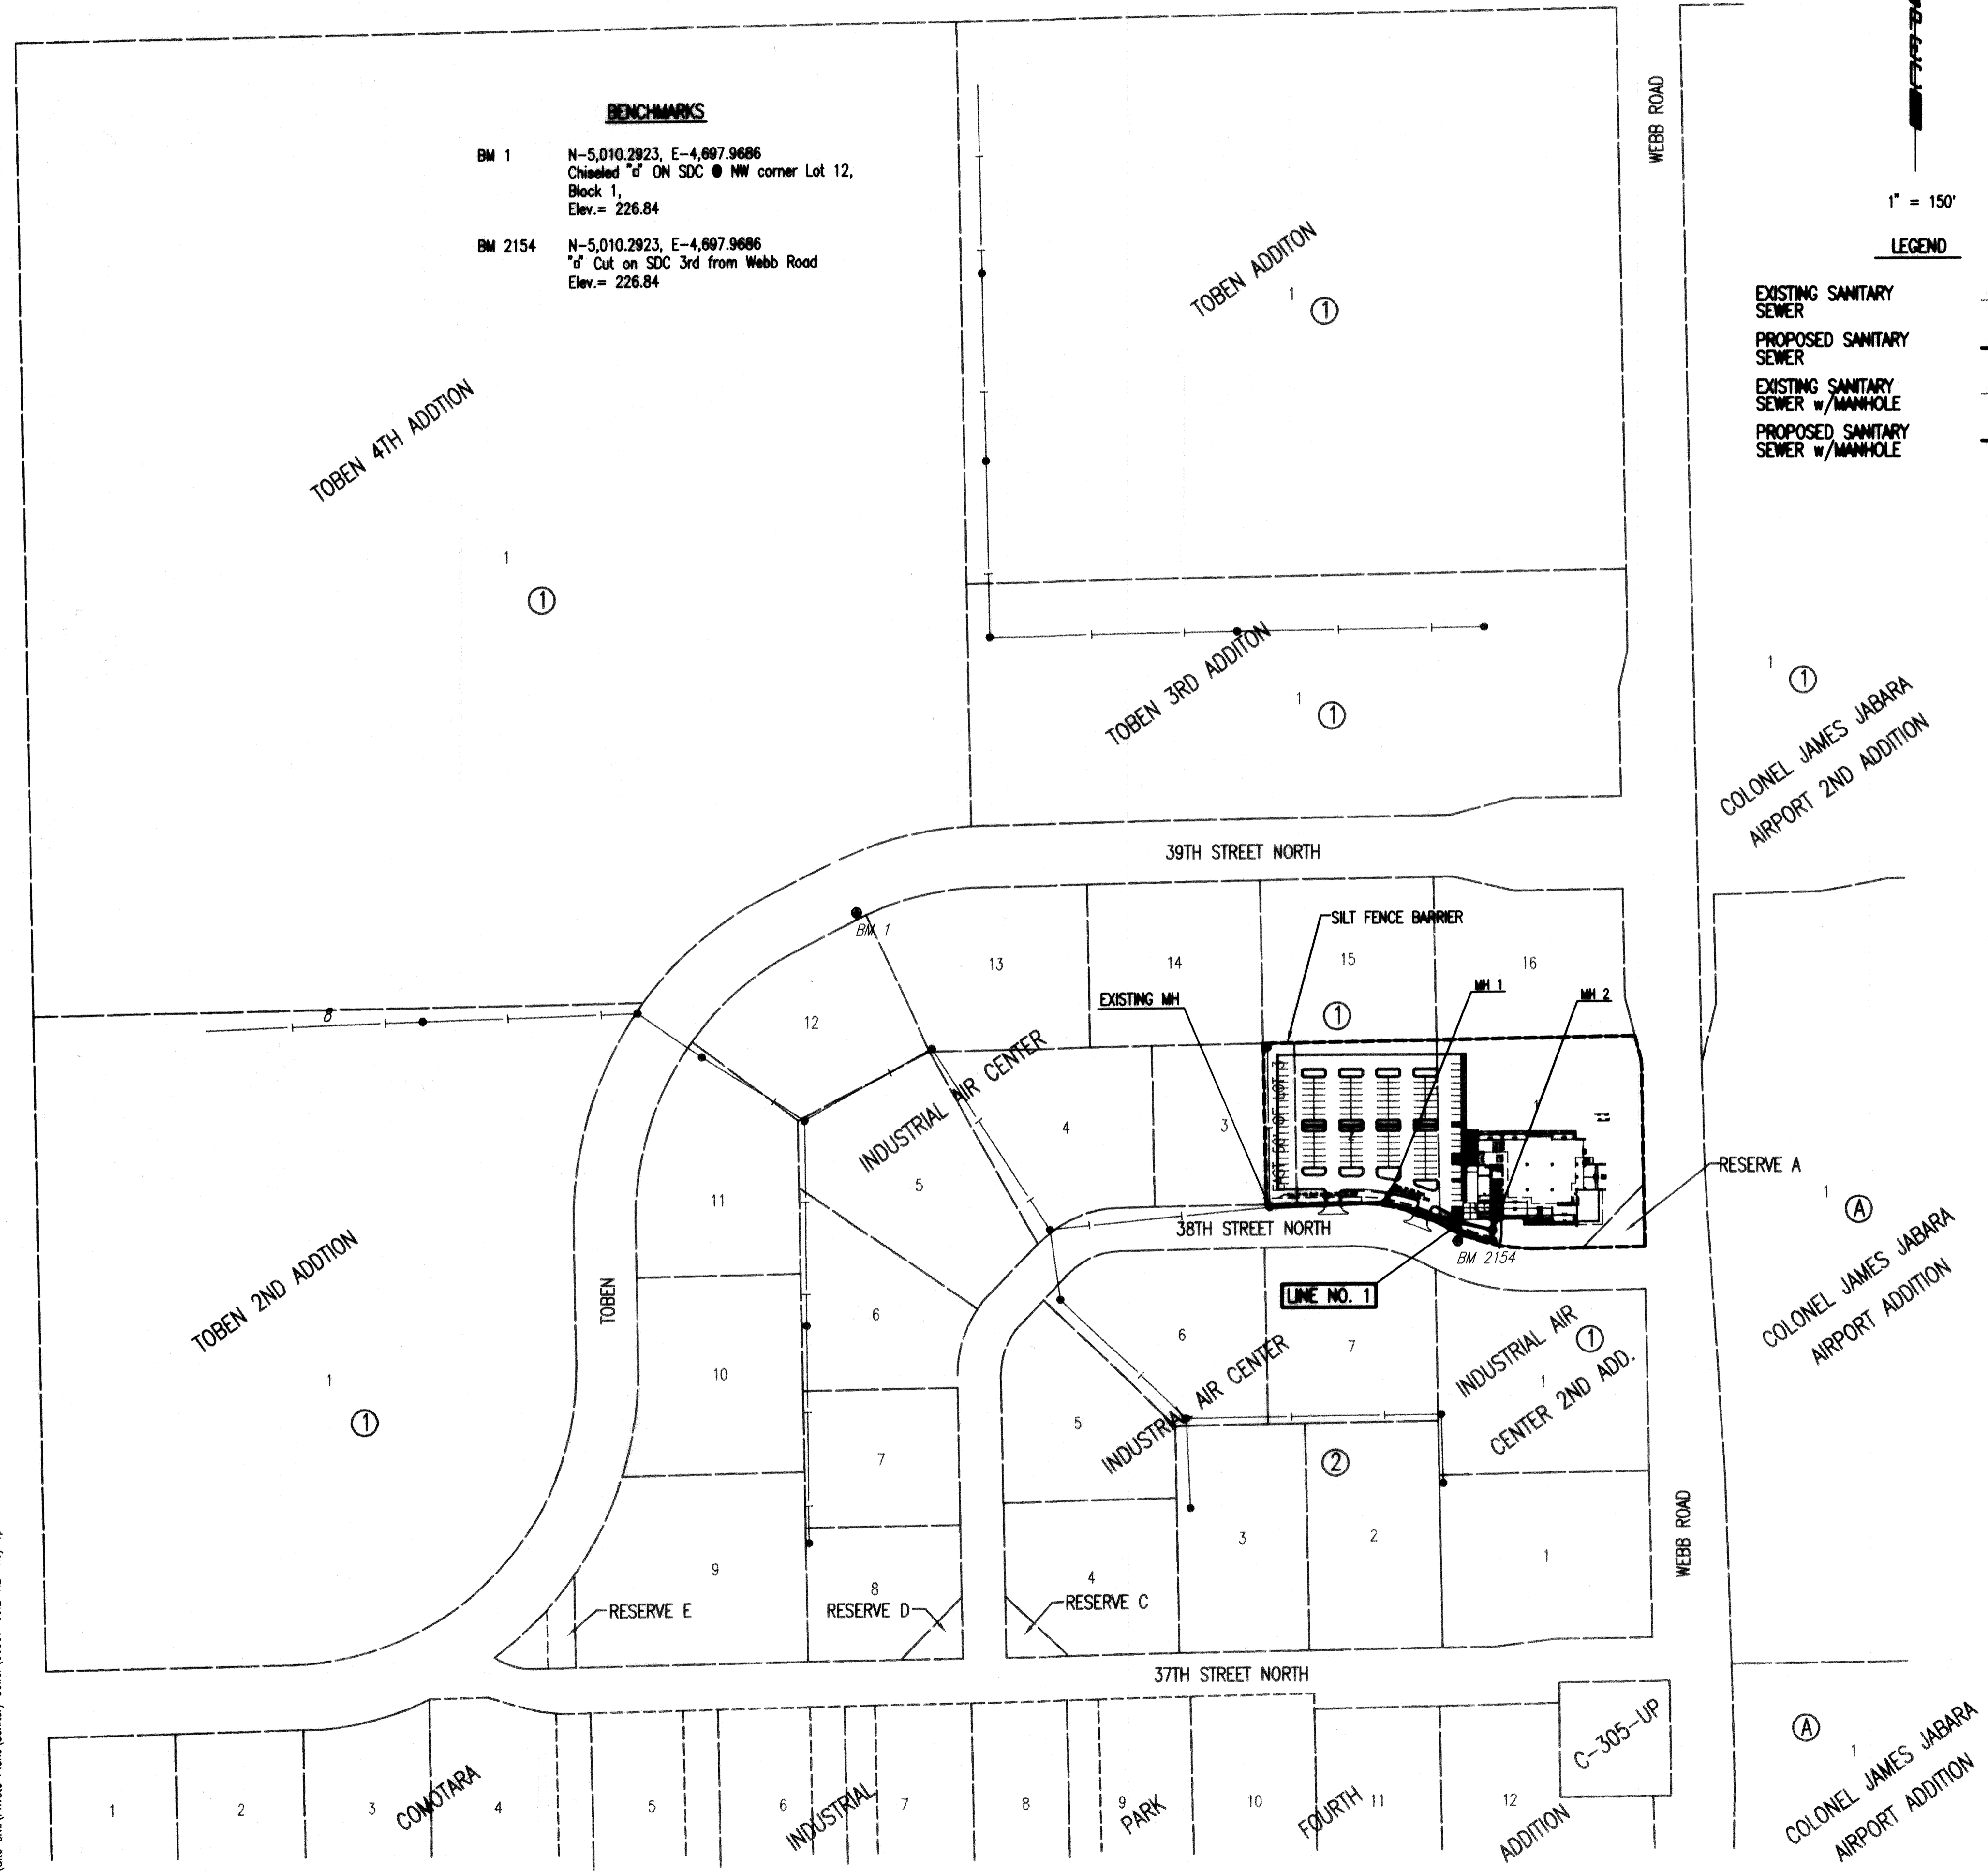 BENCHMARKS
BM 1
N-5,010.2923, E-4,697.9686
Chiseled "□" ON SDC @ NW corner Lot 12,
Block 1,
Elev.= 226.84
BM 2154
N-5,010.2923, E-4,697.9686
"□" Cut on SDC 3rd from Webb Road
Elev.= 226.84
WEBB ROAD
1" = 150'
LEGEND
EXISTING SANITARY
SEWER
PROPOSED SANITARY
SEWER
EXISTING SANITARY
SEWER w/MANHOLE
PROPOSED SANITARY
SEWER w/MANHOLE
TOBEN ADDITON
1
1
TOBEN 4TH ADDTION
1
1
TOBEN 3RD ADDITON
1
1
1
1
COLONEL JAMES JABARA
AIRPORT 2ND ADDITION
39TH STREET NORTH
SILT FENCE BARRIER
BM 1
13
14
15
16
EXISTING MH
MH 1
MH 2
8
12
1
INDUSTRIAL AIR CENTER
4
3
2
1
RESERVE A
5
11
1
A
COLONEL JAMES JABARA
AIRPORT ADDITION
38TH STREET NORTH
BM 2154
LINE NO. 1
TOBEN 2ND ADDTION
1
1
TOBEN
6
10
6
7
INDUSTRIAL AIR
CENTER 2ND ADD.
1
1
INDUSTRIAL AIR CENTER
5
7
2
3
2
1
WEBB ROAD
9
8
4
RESERVE E
RESERVE D
RESERVE C
37TH STREET NORTH
C-305-UP
A
1
COLONEL JAMES JABARA
AIRPORT ADDITION
1
2
3
4
5
6
7
8
9
10
11
12
COMOTARA
INDUSTRIAL
PARK
FOURTH
ADDITION